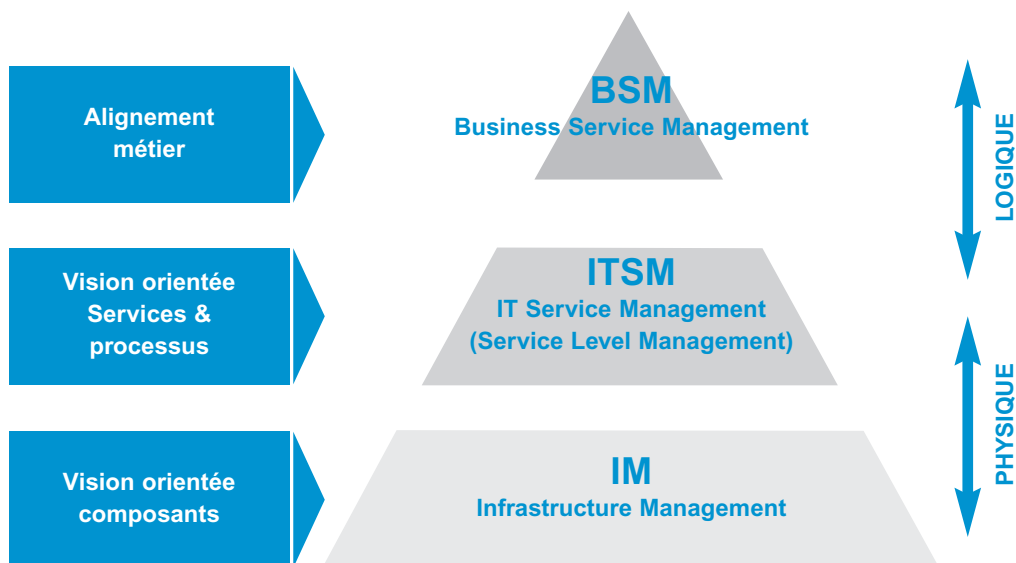 Alignement
métier
BSM
Business Service Management
LOGIQUE
Vision orientée
Services &
processus
ITSM
IT Service Management
(Service Level Management)
PHYSIQUE
Vision orientée
composants
IM
Infrastructure Management